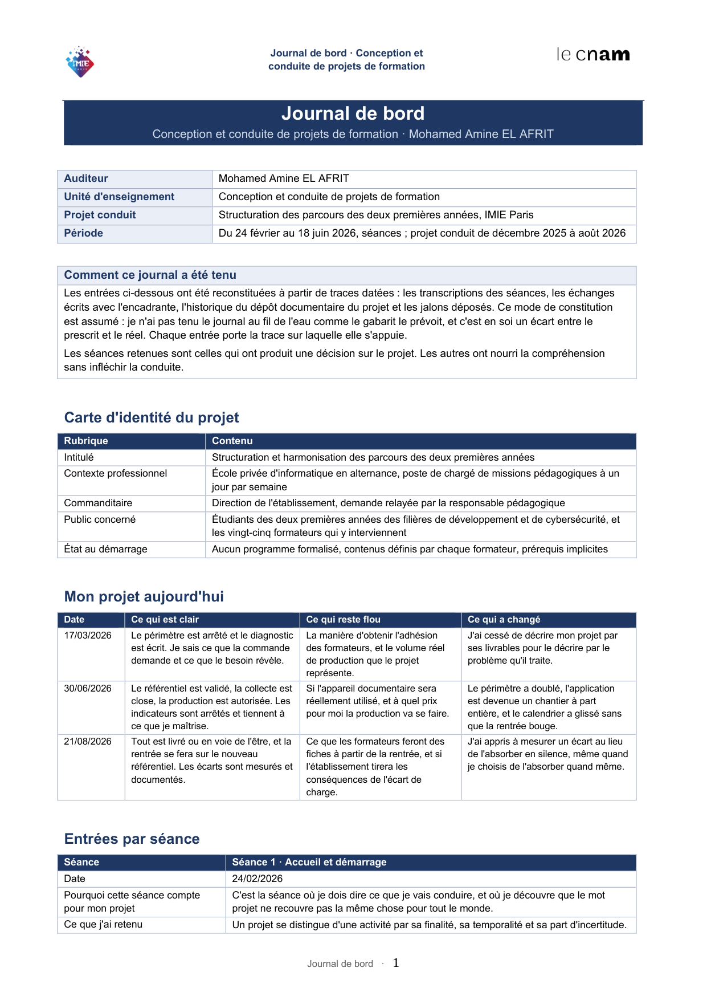 IMIE
PARIS
Journal de bord · Conception et
conduite de projets de formation
le cnam
Journal de bord
Conception et conduite de projets de formation · Mohamed Amine EL AFRIT
Auditeur
Mohamed Amine EL AFRIT
Unité d'enseignement
Conception et conduite de projets de formation
Projet conduit
Structuration des parcours des deux premières années, IMIE Paris
Période
Du 24 février au 18 juin 2026, séances ; projet conduit de décembre 2025 à août 2026
Comment ce journal a été tenu
Les entrées ci-dessous ont été reconstituées à partir de traces datées : les transcriptions des séances, les échanges
écrits avec l'encadrante, l'historique du dépôt documentaire du projet et les jalons déposés. Ce mode de constitution
est assumé : je n'ai pas tenu le journal au fil de l'eau comme le gabarit le prévoit, et c'est en soi un écart entre le
prescrit et le réel. Chaque entrée porte la trace sur laquelle elle s'appuie.
Les séances retenues sont celles qui ont produit une décision sur le projet. Les autres ont nourri la compréhension
sans infléchir la conduite.
Carte d'identité du projet
Rubrique
Contenu
Intitulé
Structuration et harmonisation des parcours des deux premières années
Contexte professionnel
École privée d'informatique en alternance, poste de chargé de missions pédagogiques à un
jour par semaine
Commanditaire
Direction de l'établissement, demande relayée par la responsable pédagogique
Public concerné
Étudiants des deux premières années des filières de développement et de cybersécurité, et
les vingt-cinq formateurs qui y interviennent
État au démarrage
Aucun programme formalisé, contenus définis par chaque formateur, prérequis implicites
Mon projet aujourd'hui
Date
Ce qui est clair
Ce qui reste flou
Ce qui a changé
17/03/2026
Le périmètre est arrêté et le diagnostic
est écrit. Je sais ce que la commande
demande et ce que le besoin révèle.
La manière d'obtenir l'adhésion
des formateurs, et le volume réel
de production que le projet
représente.
J'ai cessé de décrire mon projet par
ses livrables pour le décrire par le
problème qu'il traite.
30/06/2026
Le référentiel est validé, la collecte est
close, la production est autorisée. Les
indicateurs sont arrêtés et tiennent à
ce que je maîtrise.
Si l'appareil documentaire sera
réellement utilisé, et à quel prix
pour moi la production va se faire.
Le périmètre a doublé, l'application
est devenue un chantier à part
entière, et le calendrier a glissé sans
que la rentrée bouge.
21/08/2026
Tout est livré ou en voie de l'être, et la
rentrée se fera sur le nouveau
référentiel. Les écarts sont mesurés et
documentés.
Ce que les formateurs feront des
fiches à partir de la rentrée, et si
l'établissement tirera les
conséquences de l'écart de
charge.
J'ai appris à mesurer un écart au lieu
de l'absorber en silence, même quand
je choisis de l'absorber quand même.
Entrées par séance
Séance
Séance 1 · Accueil et démarrage
Date
24/02/2026
Pourquoi cette séance compte
pour mon projet
C'est la séance où je dois dire ce que je vais conduire, et où je découvre que le mot
projet ne recouvre pas la même chose pour tout le monde.
Ce que j'ai retenu
Un projet se distingue d'une activité par sa finalité, sa temporalité et sa part d'incertitude.
Journal de bord · 1